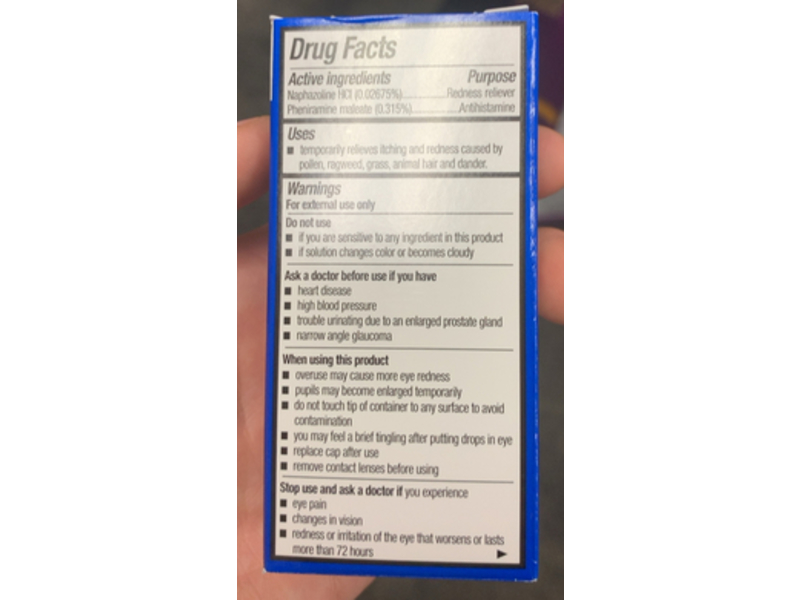 Drug Facts
Active ingredients Purpose
Naphazoline HCl (0.02675%)..........Redness reliever
Pheniramine maleate (0.315%)..........Antihistamine
Uses
■ temporarily relieves itching and redness caused by
pollen, ragweed, grass, animal hair and dander.
Warnings
For external use only
Do not use
■ if you are sensitive to any ingredient in this product
■ if solution changes color or becomes cloudy
Ask a doctor before use if you have
■ heart disease
■ high blood pressure
■ trouble urinating due to an enlarged prostate gland
■ narrow angle glaucoma
When using this product
■ overuse may cause more eye redness
■ pupils may become enlarged temporarily
■ do not touch tip of container to any surface to avoid
contamination
■ you may feel a brief tingling after putting drops in eye
■ replace cap after use
■ remove contact lenses before using
Stop use and ask a doctor if you experience
■ eye pain
■ changes in vision
■ redness or irritation of the eye that worsens or lasts
more than 72 hours ►